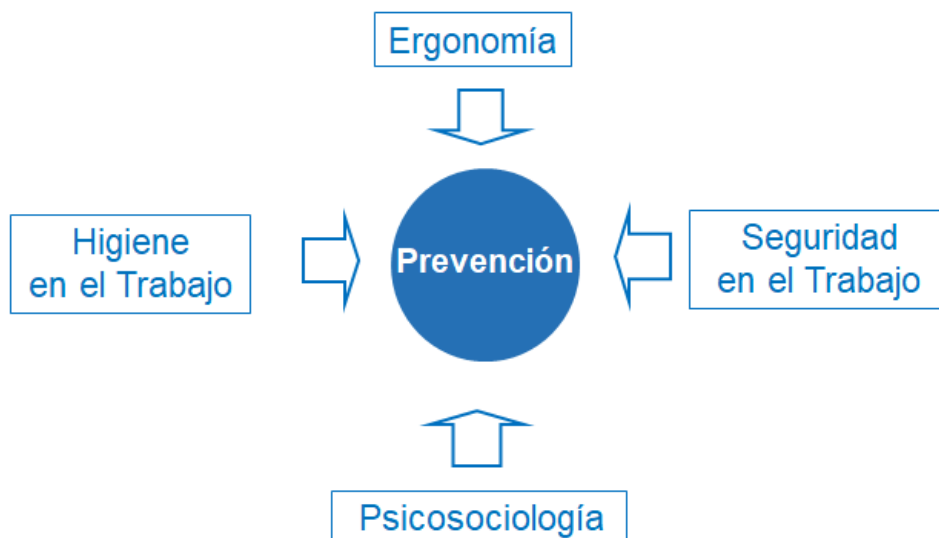 Ergonomía
Higiene
en el Trabajo
Prevención
Seguridad
en el Trabajo
Psicosociología